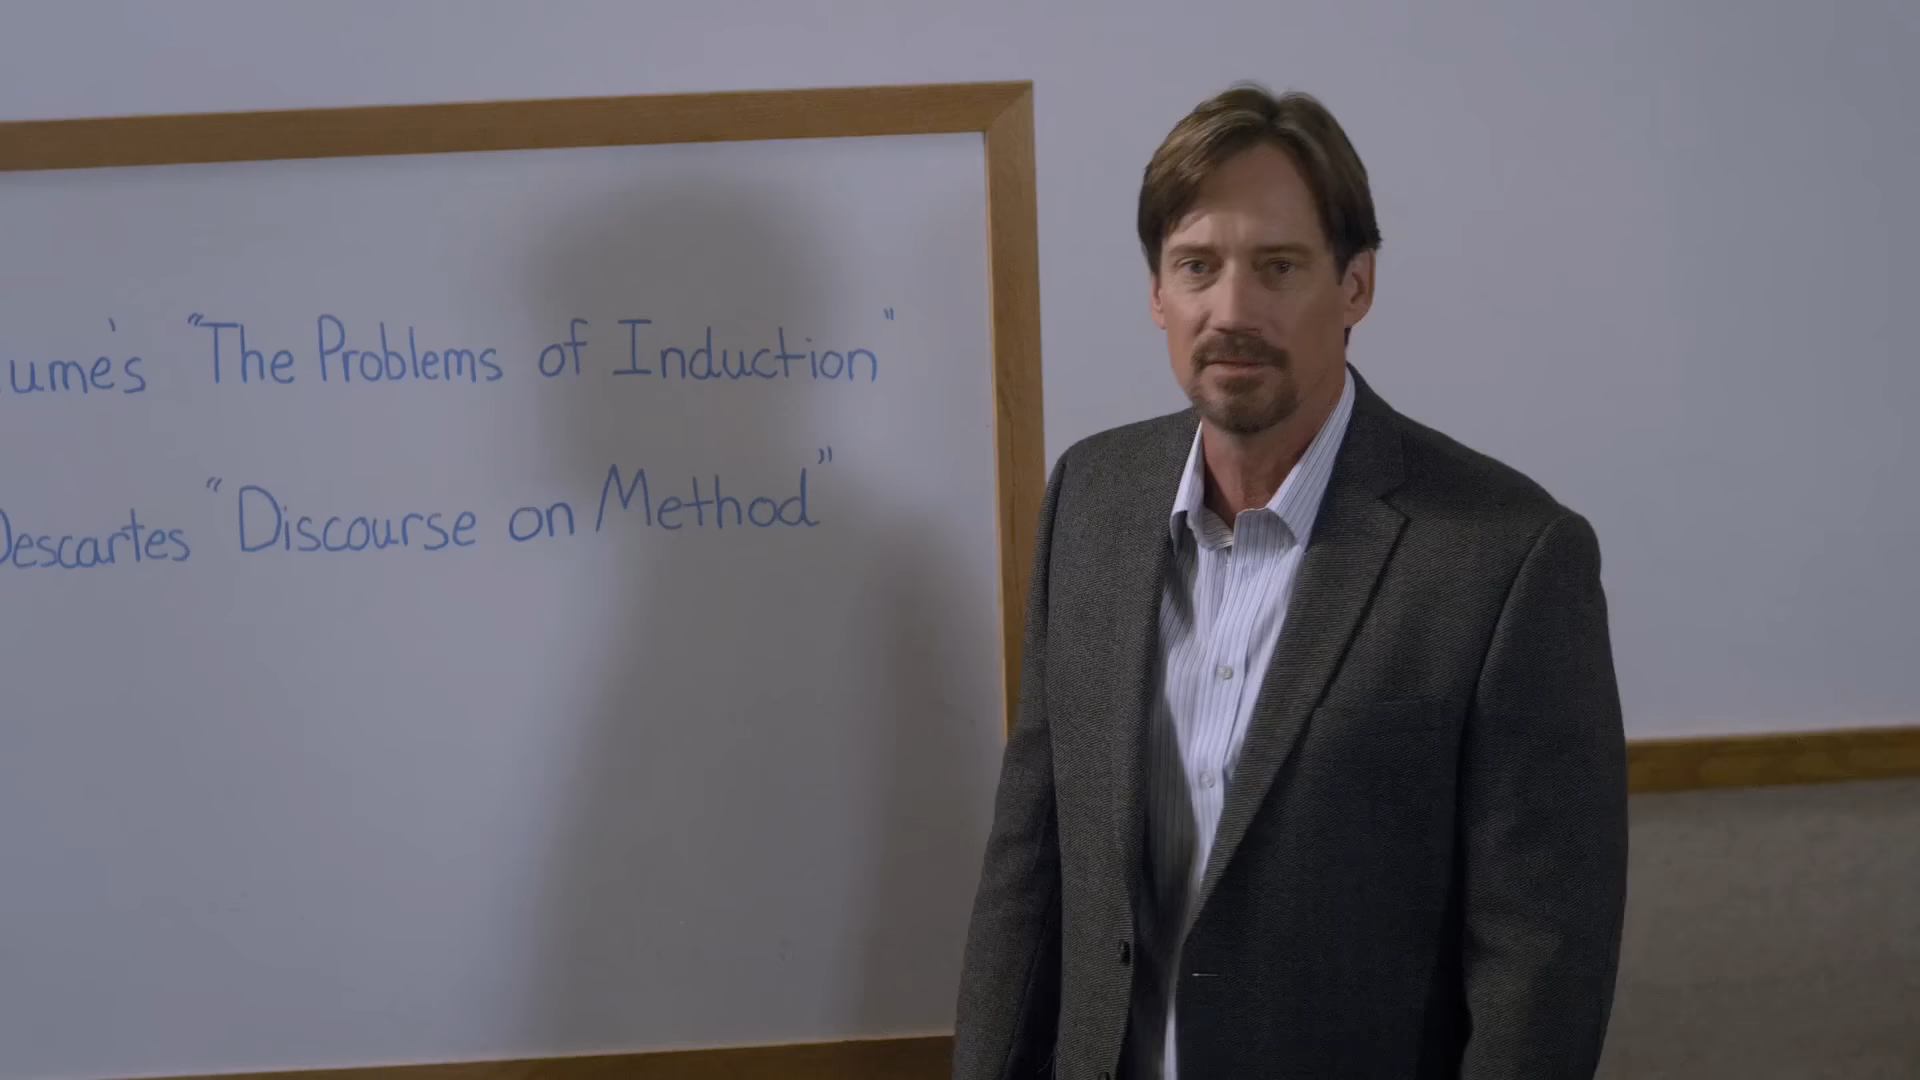 ume's "The Problems of Induction"
Descartes "Discourse on Method"